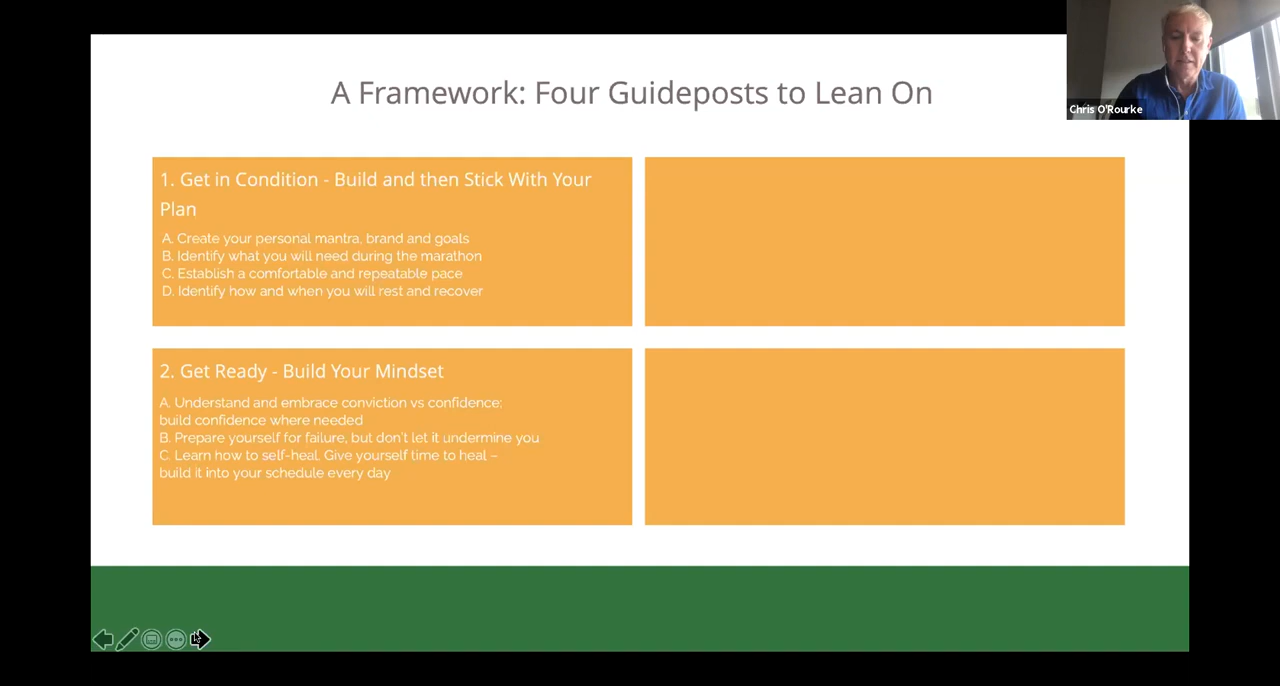 A Framework: Four Guideposts to Lean On
Chris O'Rourke
1. Get in Condition - Build and then Stick With Your
Plan
A. Create your personal mantra, brand and goals
B. Identify what you will need during the marathon
C. Establish a comfortable and repeatable pace
D. Identify how and when you will rest and recover
2. Get Ready - Build Your Mindset
A. Understand and embrace conviction vs confidence:
build confidence where needed
B. Prepare yourself for failure, but don't let it undermine you
C. Learn how to self-heal. Give yourself time to heal –
build it into your schedule every day